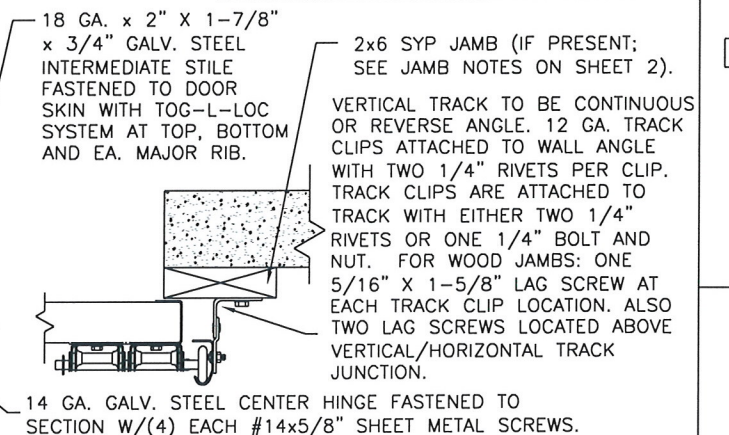 18 GA. x 2" X 1-7/8"
x 3/4" GALV. STEEL
INTERMEDIATE STILE
FASTENED TO DOOR
SKIN WITH TOG-L-LOC
SYSTEM AT TOP, BOTTOM
AND EA. MAJOR RIB.
2x6 SYP JAMB (IF PRESENT;
SEE JAMB NOTES ON SHEET 2).
VERTICAL TRACK TO BE CONTINUOUS
OR REVERSE ANGLE. 12 GA. TRACK
CLIPS ATTACHED TO WALL ANGLE
WITH TWO 1/4" RIVETS PER CLIP.
TRACK CLIPS ARE ATTACHED TO
TRACK WITH EITHER TWO 1/4"
RIVETS OR ONE 1/4" BOLT AND
NUT. FOR WOOD JAMBS: ONE
5/16" X 1-5/8" LAG SCREW AT
EACH TRACK CLIP LOCATION. ALSO
TWO LAG SCREWS LOCATED ABOVE
VERTICAL/HORIZONTAL TRACK
JUNCTION.
14 GA. GALV. STEEL CENTER HINGE FASTENED TO
SECTION W/(4) EACH #14x5/8" SHEET METAL SCREWS.